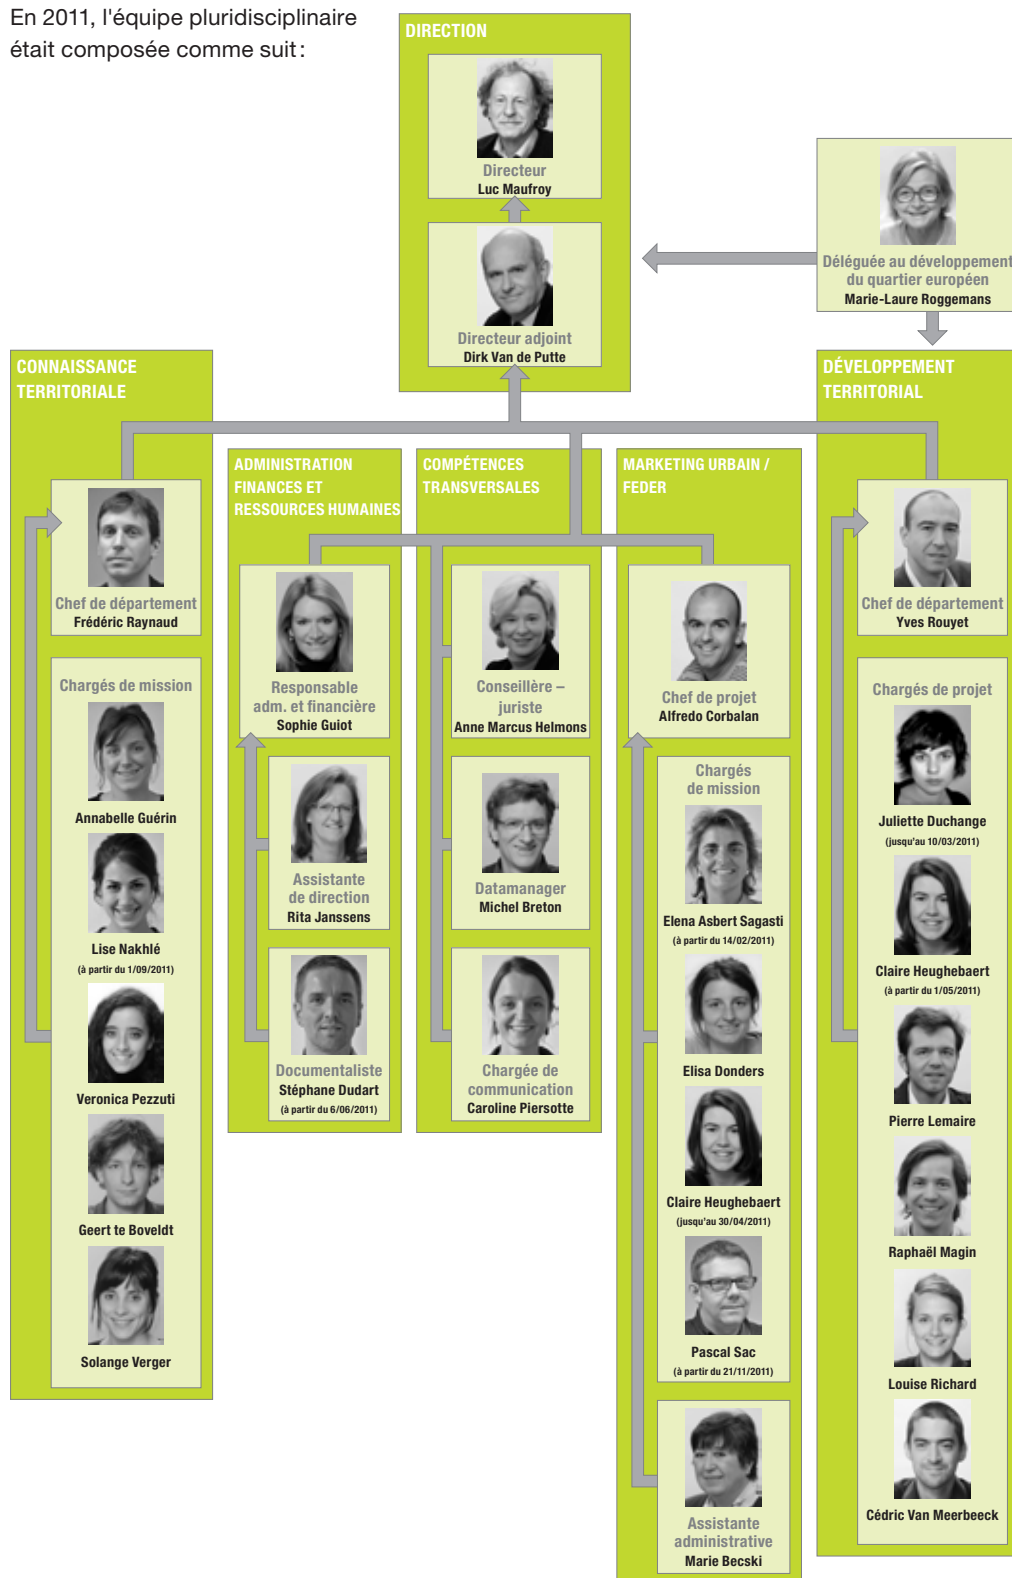 En 2011, l'équipe pluridisciplinaire
était composée comme suit :
DIRECTION
Directeur
Luc Maufroy
Directeur adjoint
Dirk Van de Putte
Déléguée au développement
du quartier européen
Marie-Laure Roggemans
CONNAISSANCE
TERRITORIALE
Chef de département
Frédéric Raynaud
Chargés de mission
Annabelle Guérin
Lise Nakhlé
(à partir du 1/09/2011)
Veronica Pezzuti
Geert te Boveldt
Solange Verger
ADMINISTRATION
FINANCES ET
RESSOURCES HUMAINES
Responsable
adm. et financière
Sophie Guiot
Assistante
de direction
Rita Janssens
Documentaliste
Stéphane Dudart
(à partir du 6/06/2011)
COMPÉTENCES
TRANSVERSALES
Conseillère –
juriste
Anne Marcus Helmons
Datamanager
Michel Breton
Chargée de
communication
Caroline Piersotte
MARKETING URBAIN /
FEDER
Chef de projet
Alfredo Corbalan
Chargés
de mission
Elena Asbert Sagasti
(à partir du 14/02/2011)
Elisa Donders
Claire Heughebaert
(jusqu'au 30/04/2011)
Pascal Sac
(à partir du 21/11/2011)
Assistante
administrative
Marie Becski
DÉVELOPPEMENT
TERRITORIAL
Chef de département
Yves Rouyet
Chargés de projet
Juliette Duchange
(jusqu'au 10/03/2011)
Claire Heughebaert
(à partir du 1/05/2011)
Pierre Lemaire
Raphaël Magin
Louise Richard
Cédric Van Meerbeeck